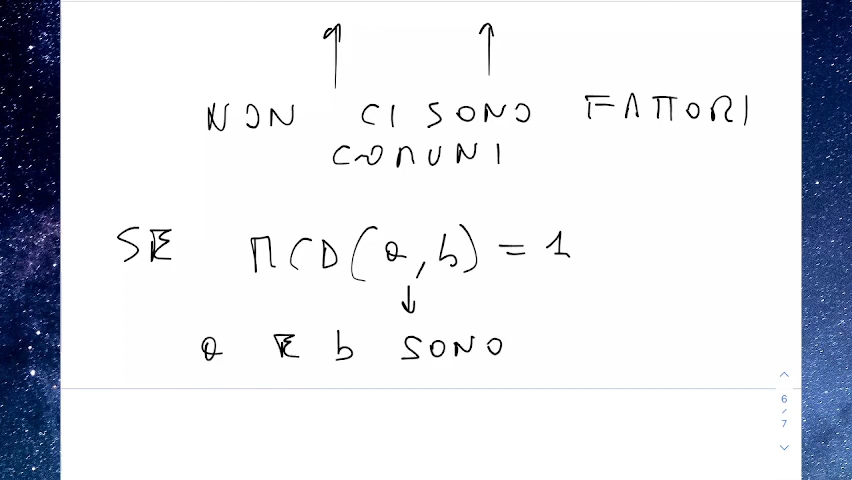 NON CI SONO FATTORI
COMUNI
SE MCD(a,b) = 1
↓
a E b SONO
6
/
7